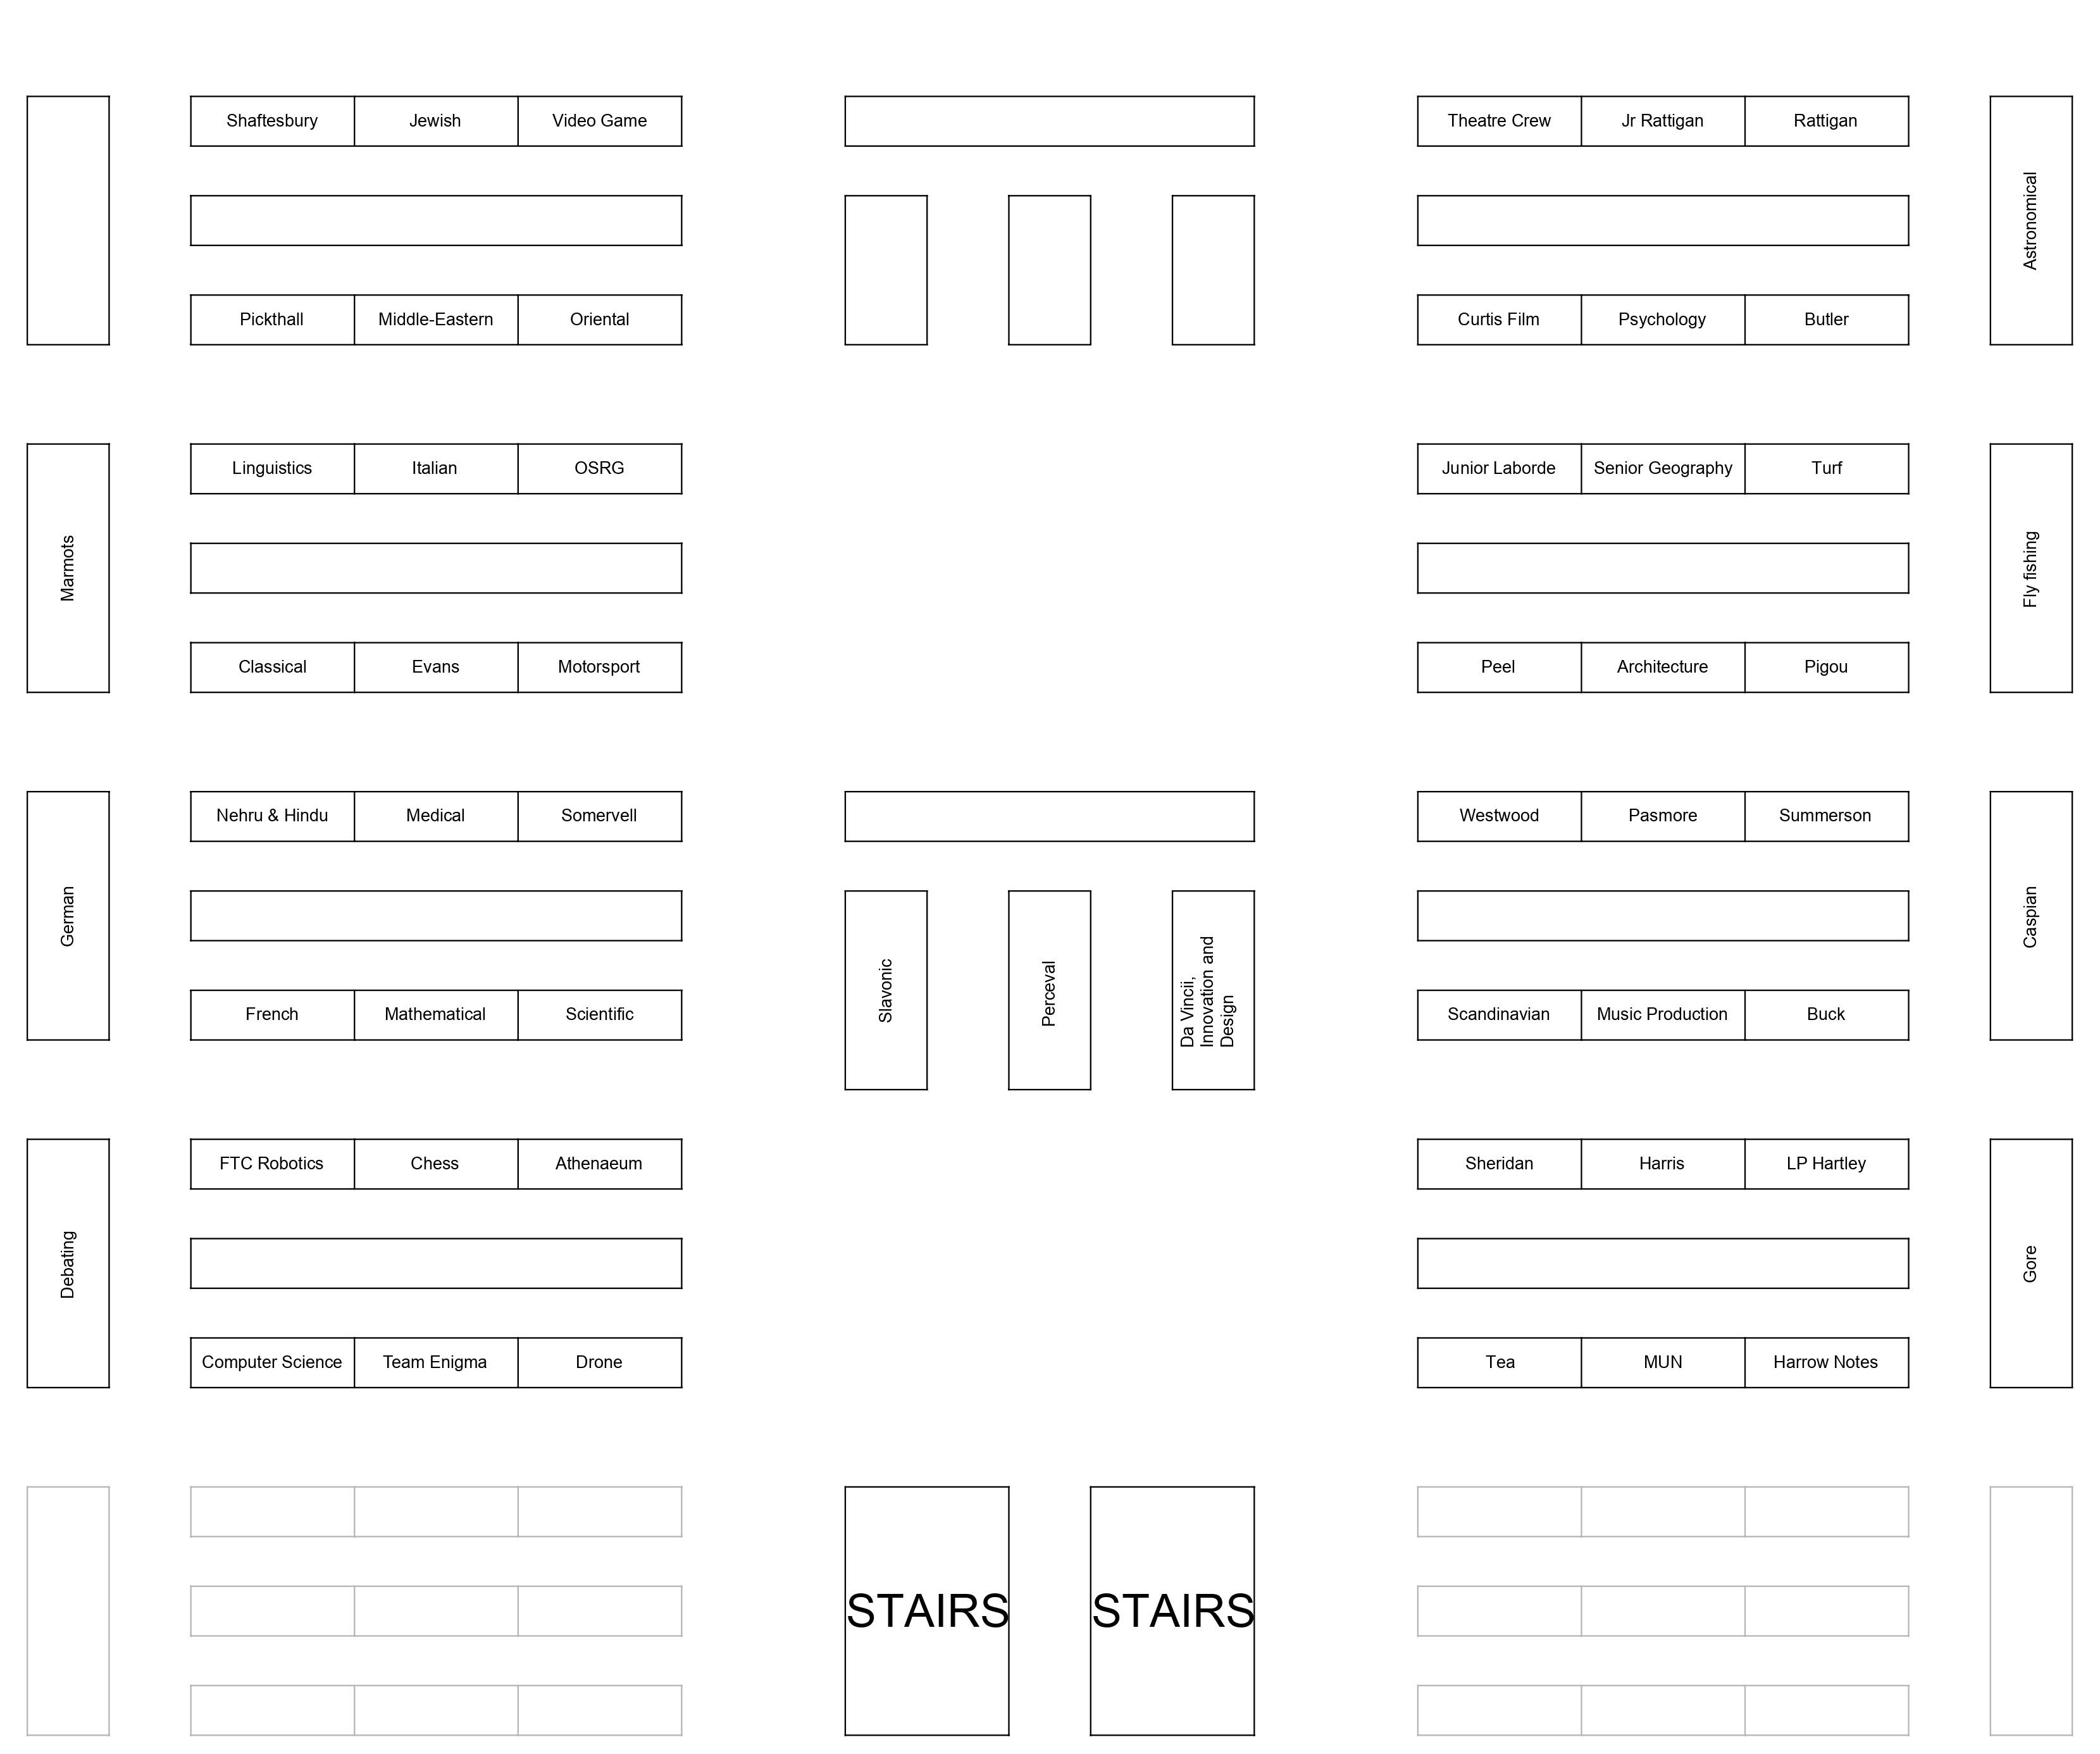 Shaftesbury Jewish Video Game
Theatre Crew Jr Rattigan Rattigan
Astronomical
Pickthall Middle-Eastern Oriental
Curtis Film Psychology Butler
Linguistics Italian OSRG
Junior Laborde Senior Geography Turf
Marmots
Fly fishing
Classical Evans Motorsport
Peel Architecture Pigou
Nehru & Hindu Medical Somervell
Westwood Pasmore Summerson
German
Caspian
Slavonic
Perceval
Da Vincii,
Innovation and
Design
French Mathematical Scientific
Scandinavian Music Production Buck
FTC Robotics Chess Athenaeum
Sheridan Harris LP Hartley
Debating
Gore
Computer Science Team Enigma Drone
Tea MUN Harrow Notes
STAIRS STAIRS